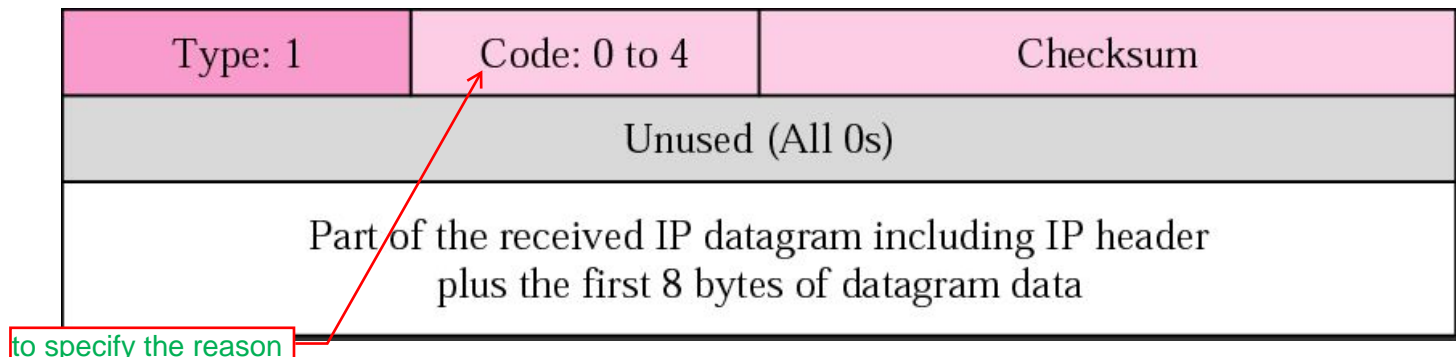 Type: 1
Code: 0 to 4
Checksum
Unused (All 0s)
Part of the received IP datagram including IP header
plus the first 8 bytes of datagram data
to specify the reason